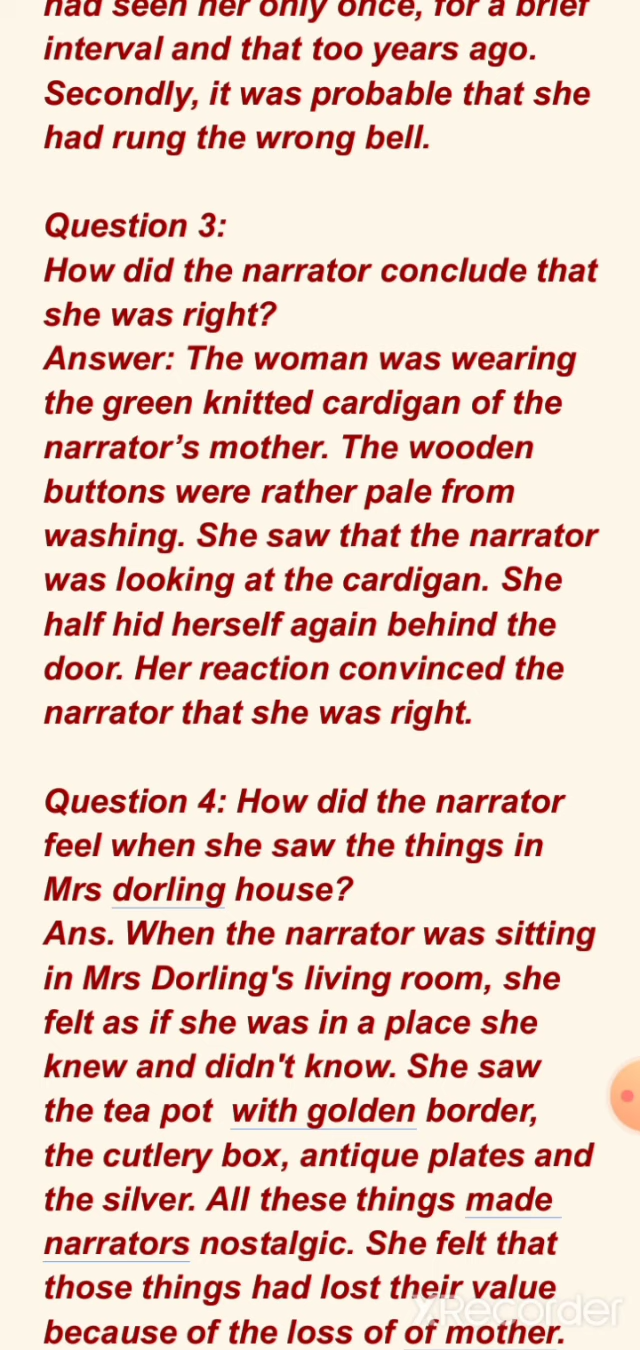 had seen her only once, for a brief
interval and that too years ago.
Secondly, it was probable that she
had rung the wrong bell.
Question 3:
How did the narrator conclude that
she was right?
Answer: The woman was wearing
the green knitted cardigan of the
narrator’s mother. The wooden
buttons were rather pale from
washing. She saw that the narrator
was looking at the cardigan. She
half hid herself again behind the
door. Her reaction convinced the
narrator that she was right.
Question 4: How did the narrator
feel when she saw the things in
Mrs dorling house?
Ans. When the narrator was sitting
in Mrs Dorling's living room, she
felt as if she was in a place she
knew and didn't know. She saw
the tea pot  with golden border,
the cutlery box, antique plates and
the silver. All these things made
narrators nostalgic. She felt that
those things had lost their value
because of the loss of of mother.
XRecorder